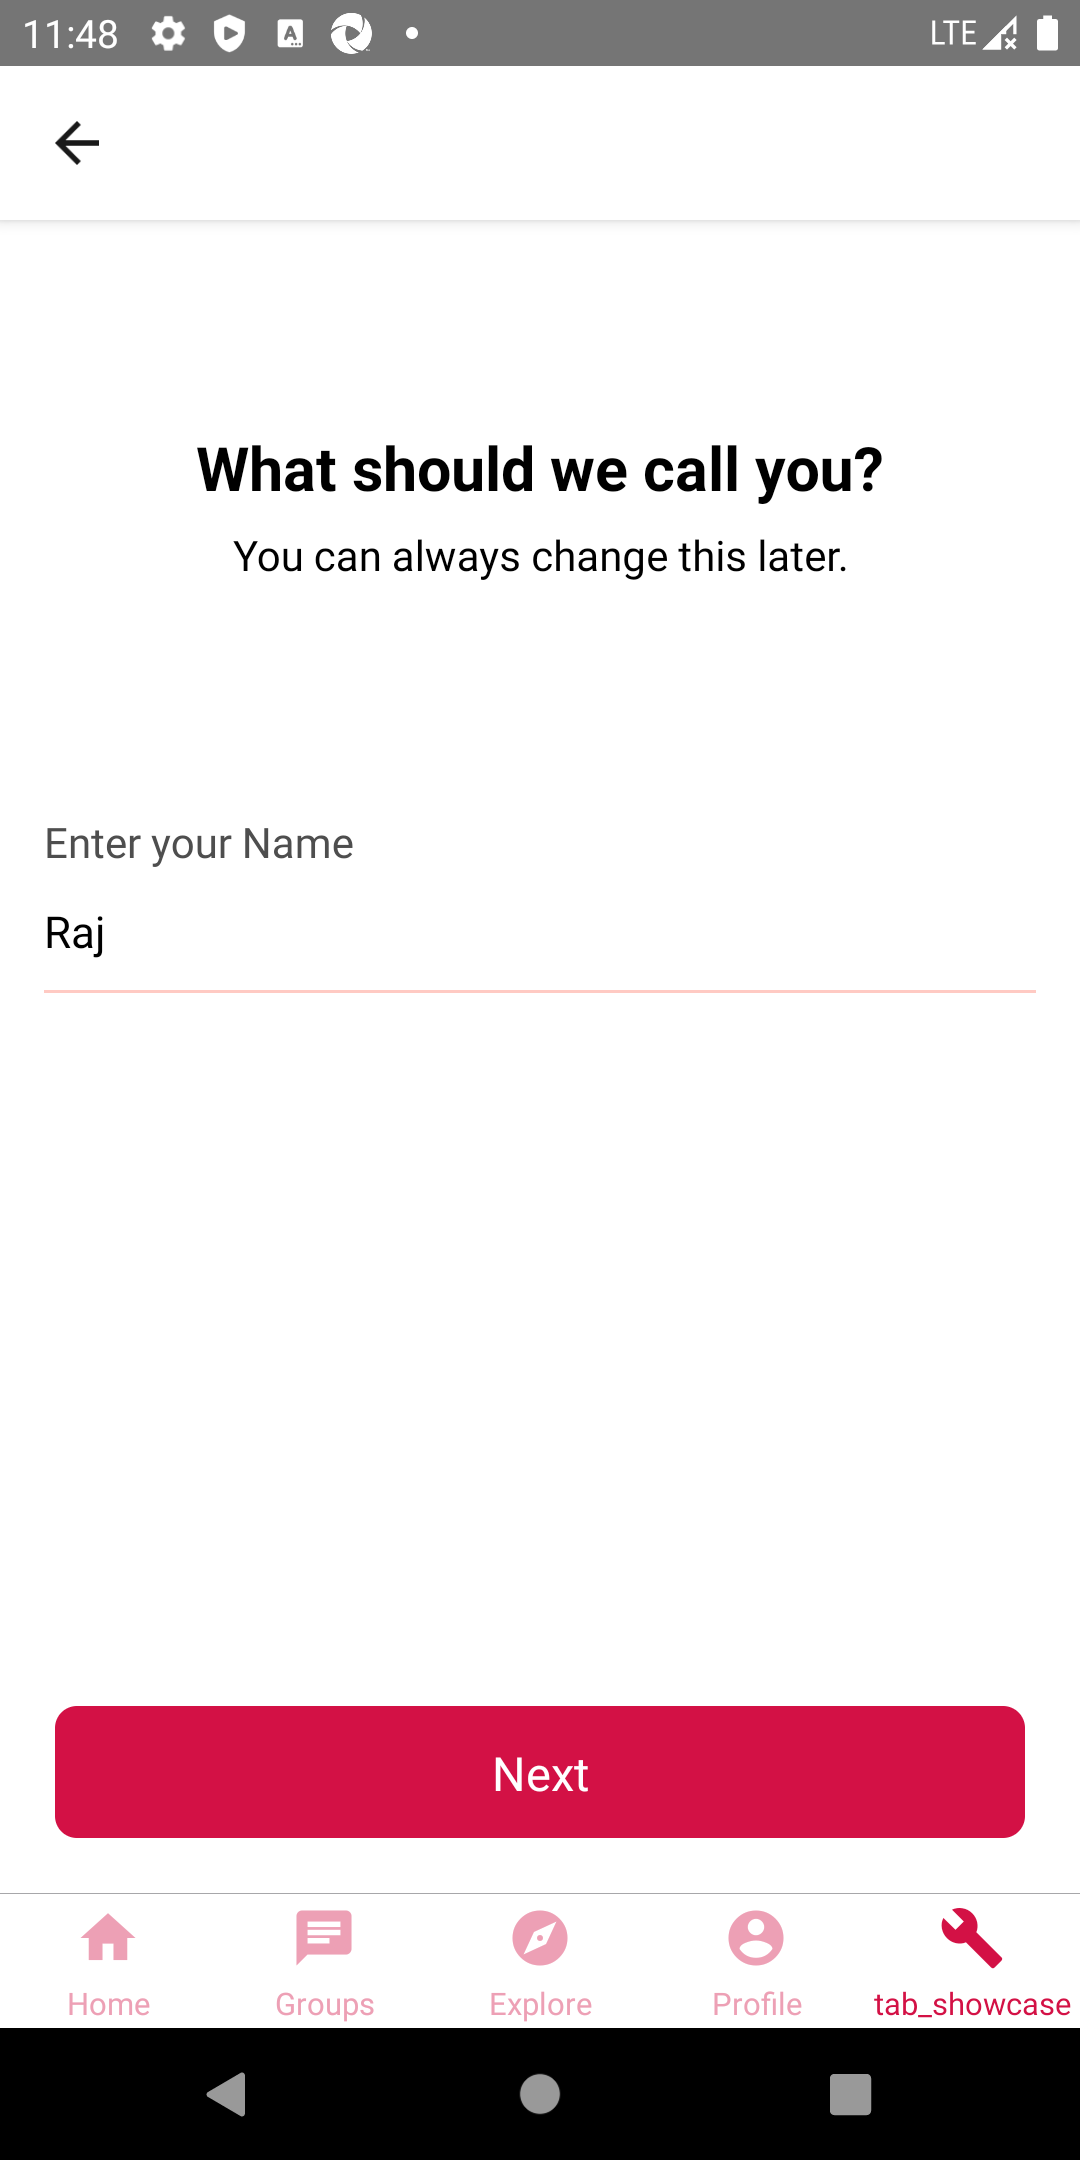 11:48
LTE
What should we call you?
You can always change this later.
Enter your Name
Raj
Next
Home
Groups
Explore
Profile
tab_showcase